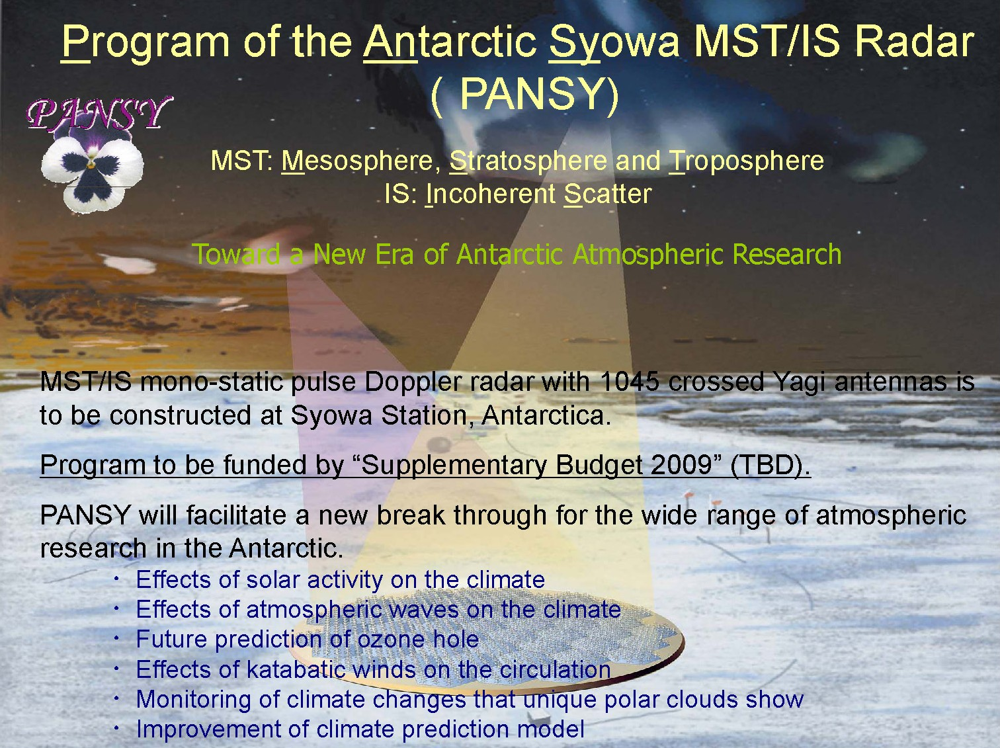 Program of the Antarctic Syowa MST/IS Radar
( PANSY)
PANSY
MST: Mesosphere, Stratosphere and Troposphere
IS: Incoherent Scatter
Toward a New Era of Antarctic Atmospheric Research
MST/IS mono-static pulse Doppler radar with 1045 crossed Yagi antennas is
to be constructed at Syowa Station, Antarctica.
Program to be funded by “Supplementary Budget 2009” (TBD).
PANSY will facilitate a new break through for the wide range of atmospheric
research in the Antarctic.
・ Effects of solar activity on the climate
・ Effects of atmospheric waves on the climate
・ Future prediction of ozone hole
・ Effects of katabatic winds on the circulation
・ Monitoring of climate changes that unique polar clouds show
・ Improvement of climate prediction model